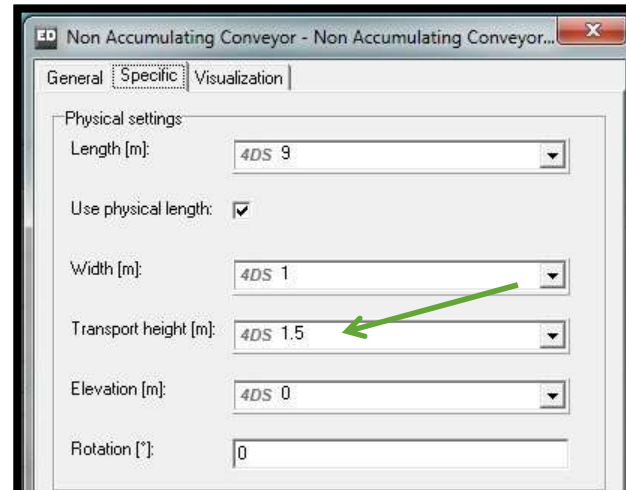 ED Non Accumulating Conveyor - Non Accumulating Conveyor... x
General Specific Visualization
Physical settings
Length [m]: 4DS 9
Use physical length:
Width [m]: 4DS 1
Transport height [m]: 4DS 1.5
Elevation [m]: 4DS 0
Rotation [°]: 0